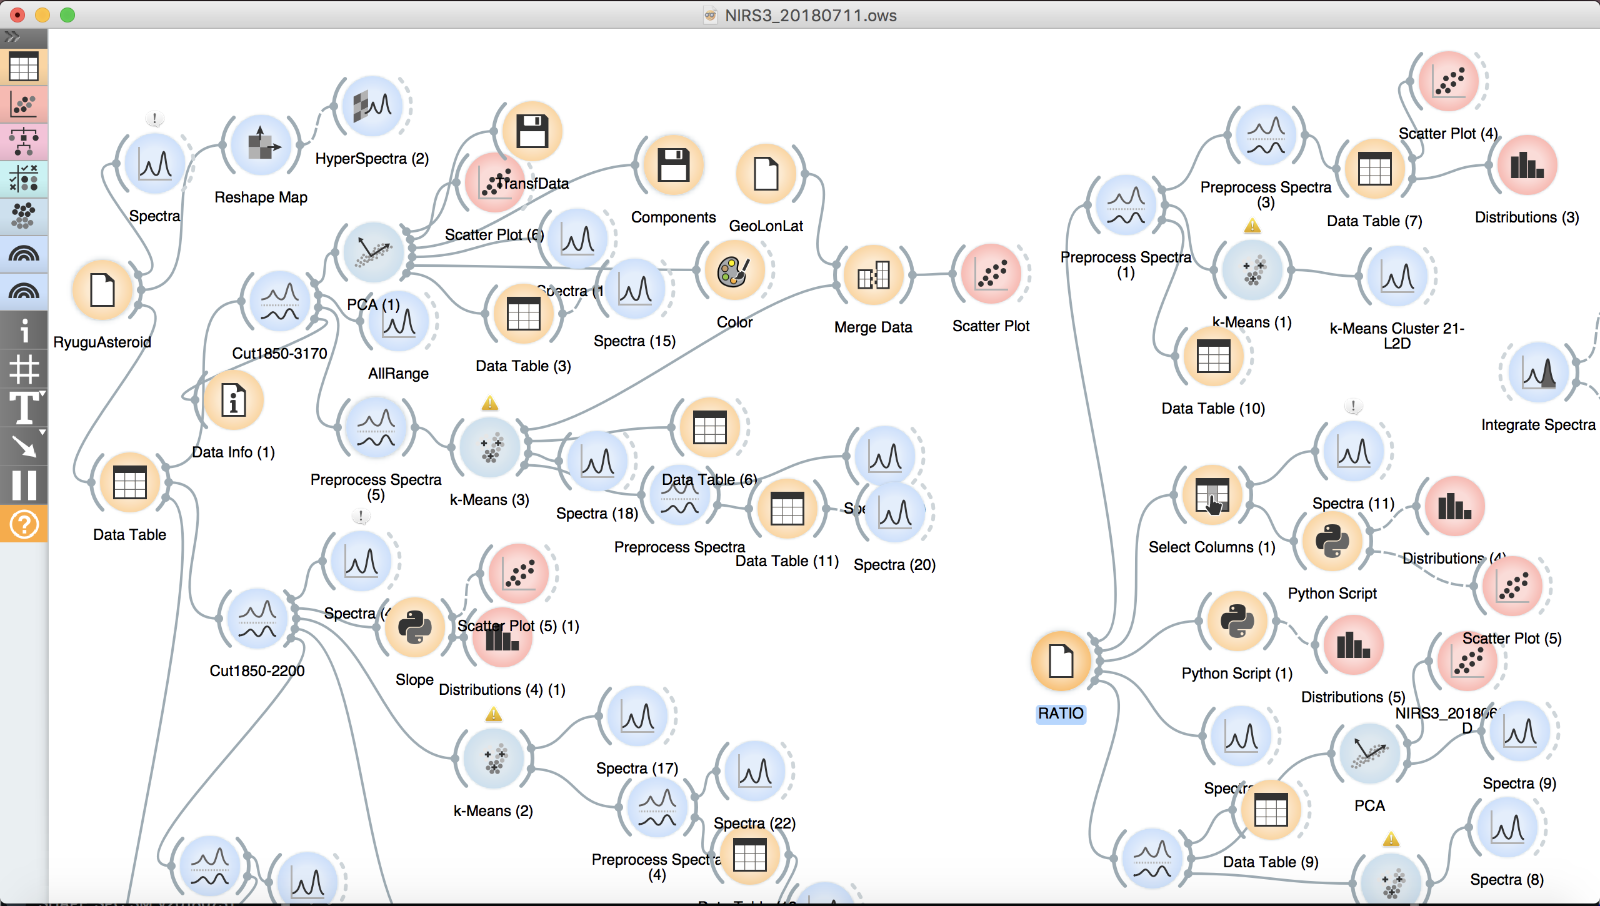 NIRS3_20180711.ows
Spectra
Reshape Map
HyperSpectra (2)
TransfData
Scatter Plot (6)
Components
GeoLonLat
RyuguAsteroid
Cut1850-3170
PCA (1)
AllRange
Spectra (1
Spectra (15)
Data Table (3)
Color
Merge Data
Scatter Plot
Data Info (1)
Data Table
Preprocess Spectra
(5)
k-Means (3)
Spectra (18)
Data Table (6)
Preprocess Spectra
Data Table (11)
Spectra (20)
Spectra (4
Cut1850-2200
Slope
Scatter Plot (5) (1)
Distributions (4) (1)
k-Means (2)
Spectra (17)
Preprocess Spectra
(4)
Spectra (22)
Scatter Plot (4)
Preprocess Spectra
(3)
Data Table (7)
Distributions (3)
Preprocess Spectra
(1)
k-Means (1)
k-Means Cluster 21-
L2D
Data Table (10)
Integrate Spectra
Spectra (11)
Select Columns (1)
Distributions (4)
Python Script
Scatter Plot (5)
Python Script (1)
Distributions (5)
RATIO
NIRS3_201806
D
Spectra
PCA
Spectra (9)
Data Table (9)
Spectra (8)